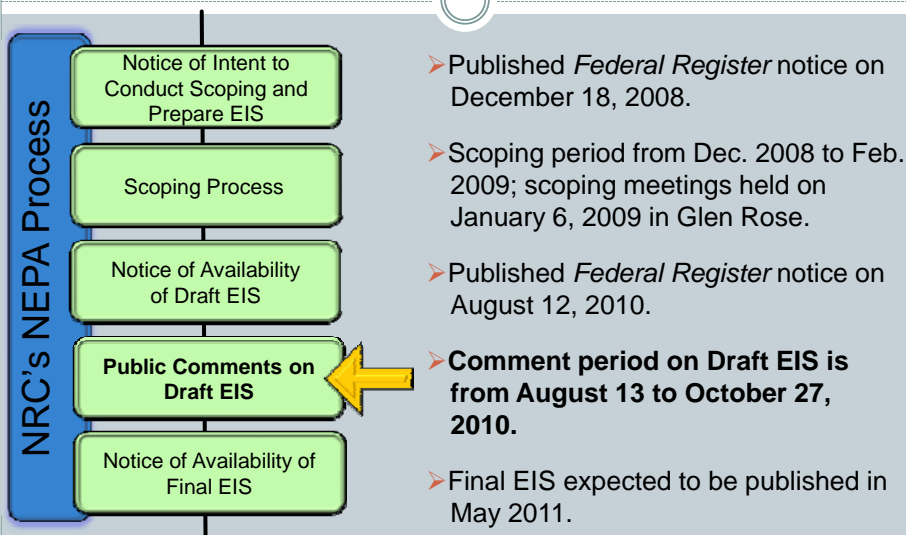 NRC's NEPA Process
Notice of Intent to
Conduct Scoping and
Prepare EIS
➢Published Federal Register notice on
December 18, 2008.
Scoping Process
➢Scoping period from Dec. 2008 to Feb.
2009; scoping meetings held on
January 6, 2009 in Glen Rose.
Notice of Availability
of Draft EIS
➢Published Federal Register notice on
August 12, 2010.
Public Comments on
Draft EIS
➢Comment period on Draft EIS is
from August 13 to October 27,
2010.
Notice of Availability of
Final EIS
➢Final EIS expected to be published in
May 2011.